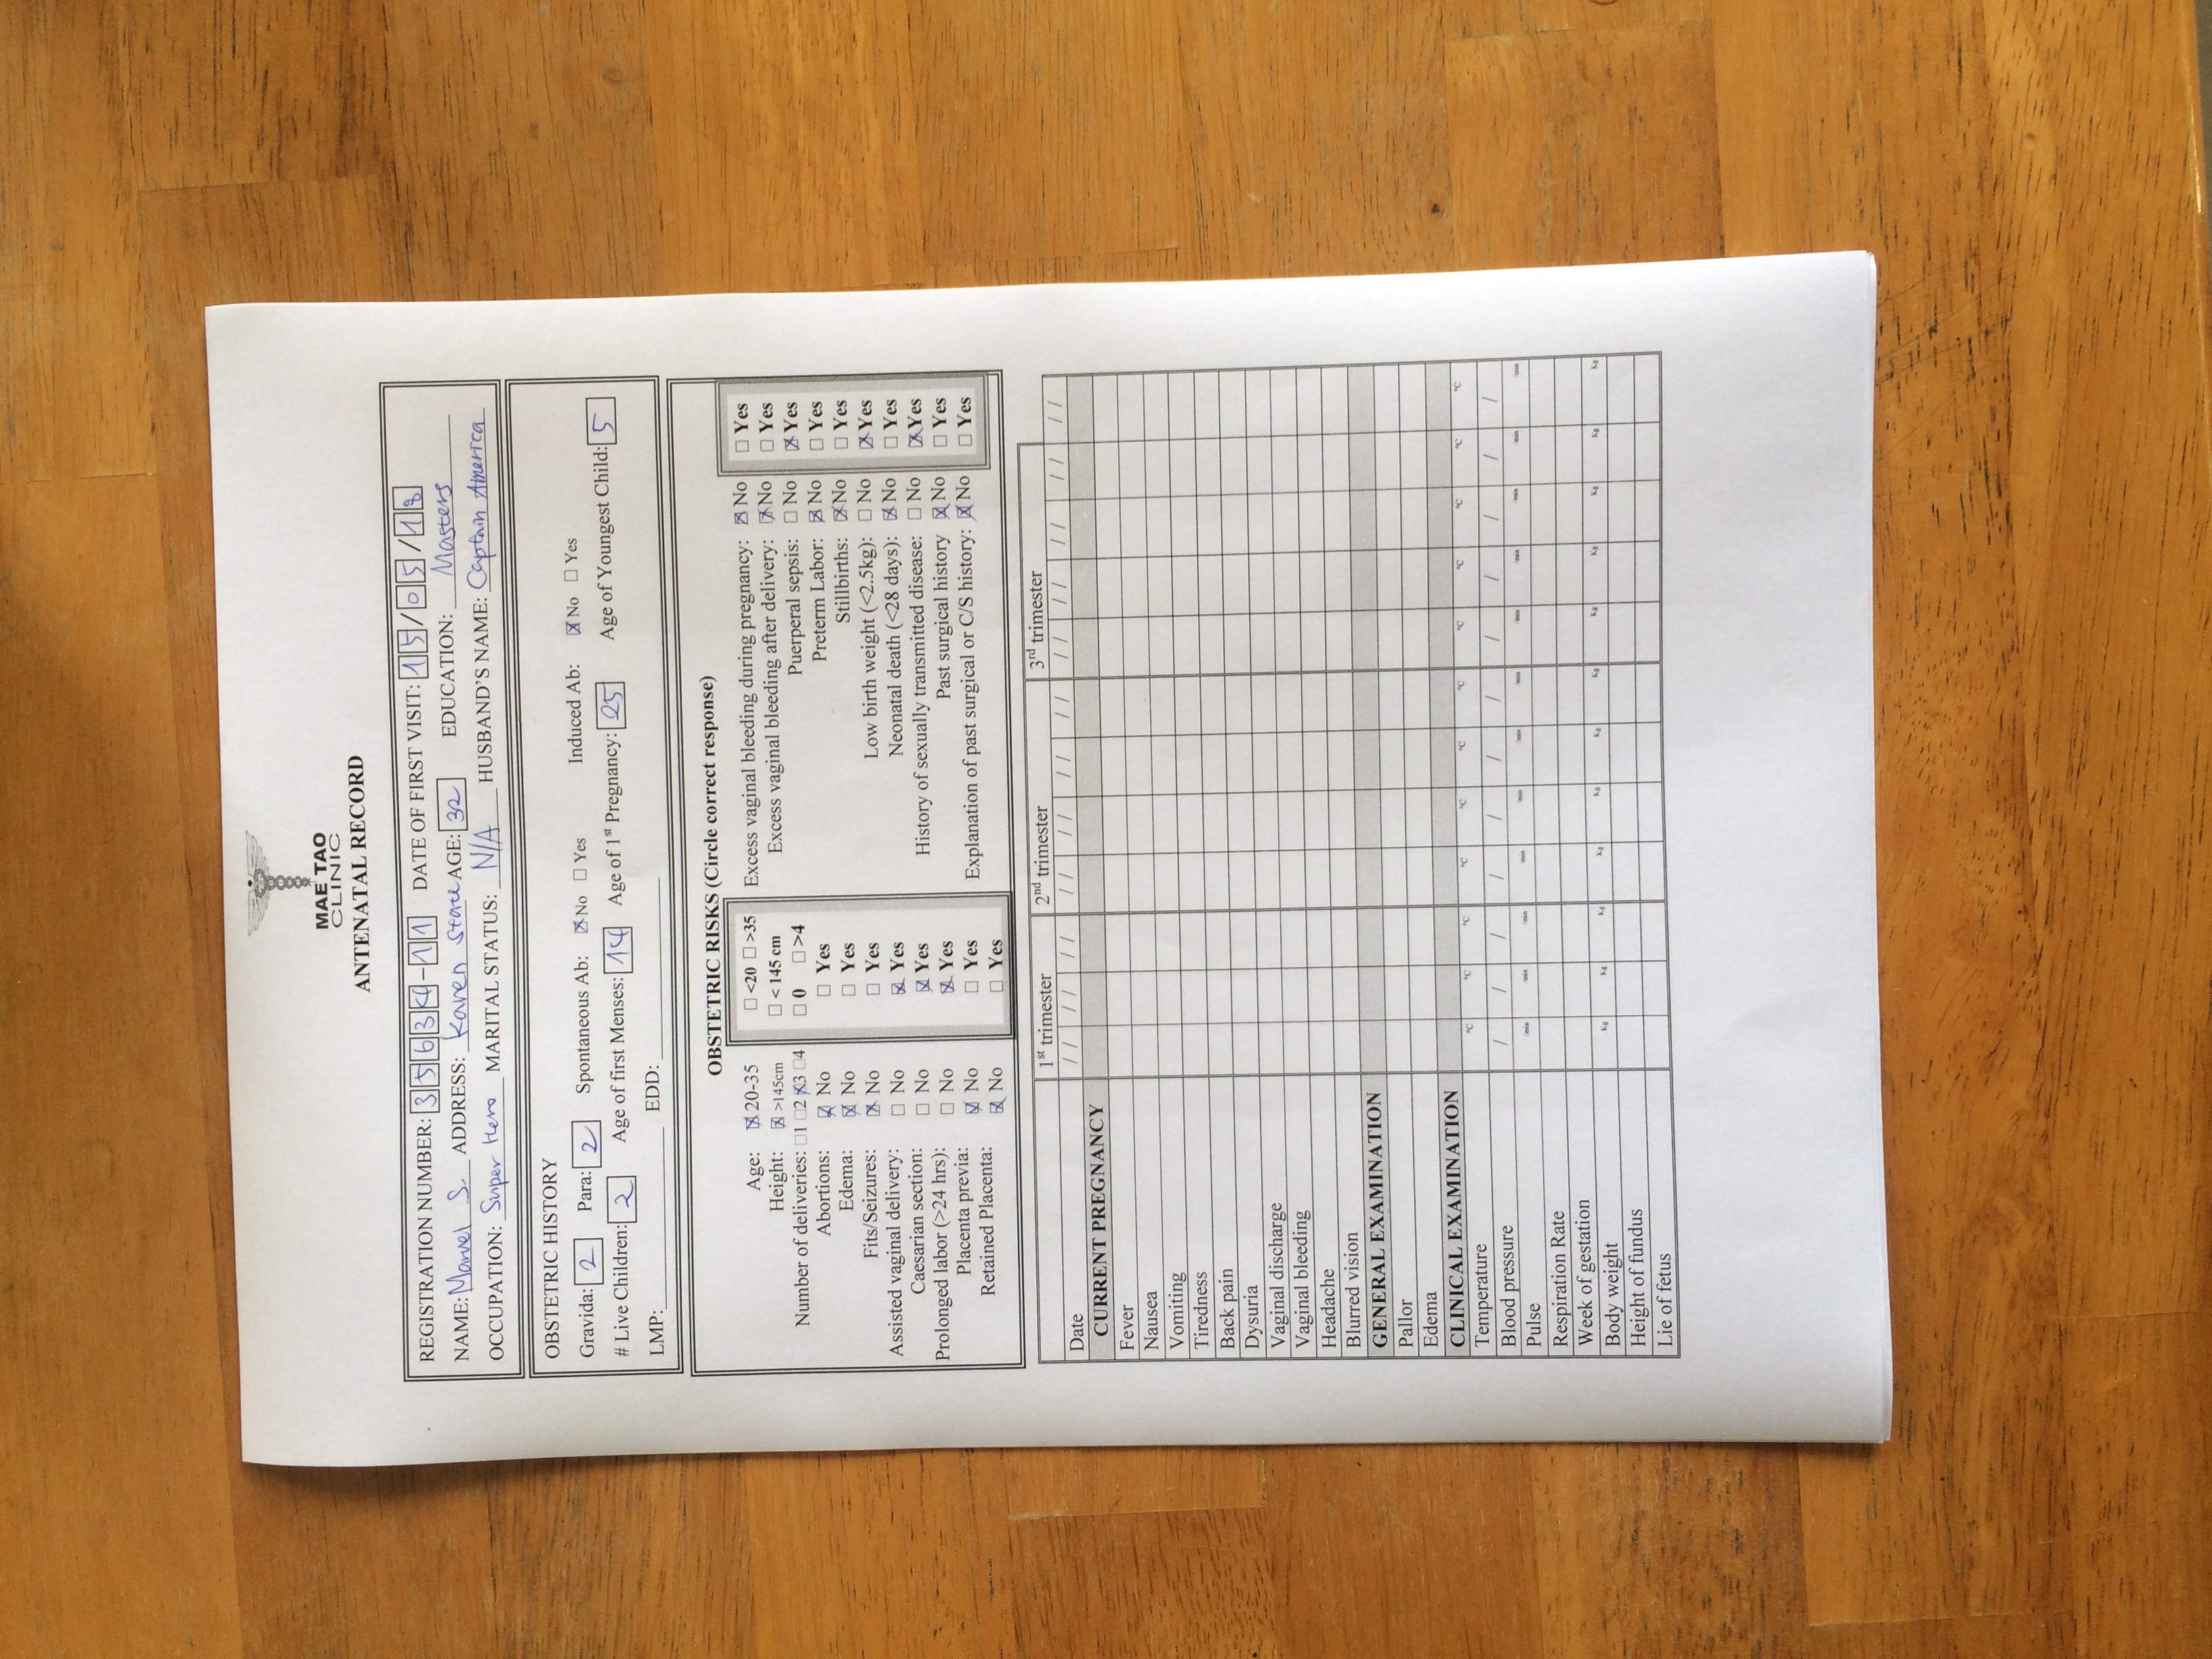 MAE TAO
CLINIC
ANTENATAL RECORD
REGISTRATION NUMBER: 35634-11 DATE OF FIRST VISIT: 15/05/18
NAME: Marvel S. ADDRESS: Karen State AGE: 32 EDUCATION: Masters
OCCUPATION: Super Hero MARITAL STATUS: N/A HUSBAND'S NAME: Captain America
OBSTETRIC HISTORY
Gravida: 2 Para: 2 Spontaneous Ab: ☒ No ☐ Yes Induced Ab: ☒ No ☐ Yes
# Live Children: 2 Age of first Menses: 14 Age of 1st Pregnancy: 25 Age of Youngest Child: 5
LMP: EDD:
OBSTETRIC RISKS (Circle correct response)
Age: ☒ 20-35 ☐ <20 ☐ >35 Excess vaginal bleeding during pregnancy: ☒ No ☐ Yes
Height: ☒ >145cm ☐ < 145 cm Excess vaginal bleeding after delivery: ☒ No ☐ Yes
Number of deliveries: ☐ 1 ☐ 2 ☒ 3 ☐ 4 ☐ 0 ☐ >4 Puerperal sepsis: ☐ No ☒ Yes
Abortions: ☒ No ☐ Yes Preterm Labor: ☒ No ☐ Yes
Edema: ☒ No ☐ Yes Stillbirths: ☒ No ☐ Yes
Fits/Seizures: ☒ No ☐ Yes Low birth weight (<2.5kg): ☐ No ☒ Yes
Assisted vaginal delivery: ☐ No ☒ Yes Neonatal death (<28 days): ☒ No ☐ Yes
Caesarian section: ☐ No ☒ Yes History of sexually transmitted disease: ☐ No ☒ Yes
Prolonged labor (>24 hrs): ☐ No ☒ Yes Past surgical history ☒ No ☐ Yes
Placenta previa: ☒ No ☐ Yes Explanation of past surgical or C/S history: ☒ No ☐ Yes
Retained Placenta: ☒ No ☐ Yes
1st trimester 2nd trimester 3rd trimester
Date / / / / / / / / / / / / / / / / / / / / / / / /
CURRENT PREGNANCY
Fever
Nausea
Vomiting
Tiredness
Back pain
Dysuria
Vaginal discharge
Vaginal bleeding
Headache
Blurred vision
GENERAL EXAMINATION
Pallor
Edema
CLINICAL EXAMINATION
Temperature °C °C °C °C °C °C °C °C °C °C °C °C
Blood pressure / / / / / / / / / / / /
Pulse /min /min /min /min /min /min /min /min /min /min /min /min
Respiration Rate
Week of gestation
Body weight Kg Kg Kg Kg Kg Kg Kg Kg Kg Kg Kg Kg
Height of fundus
Lie of fetus